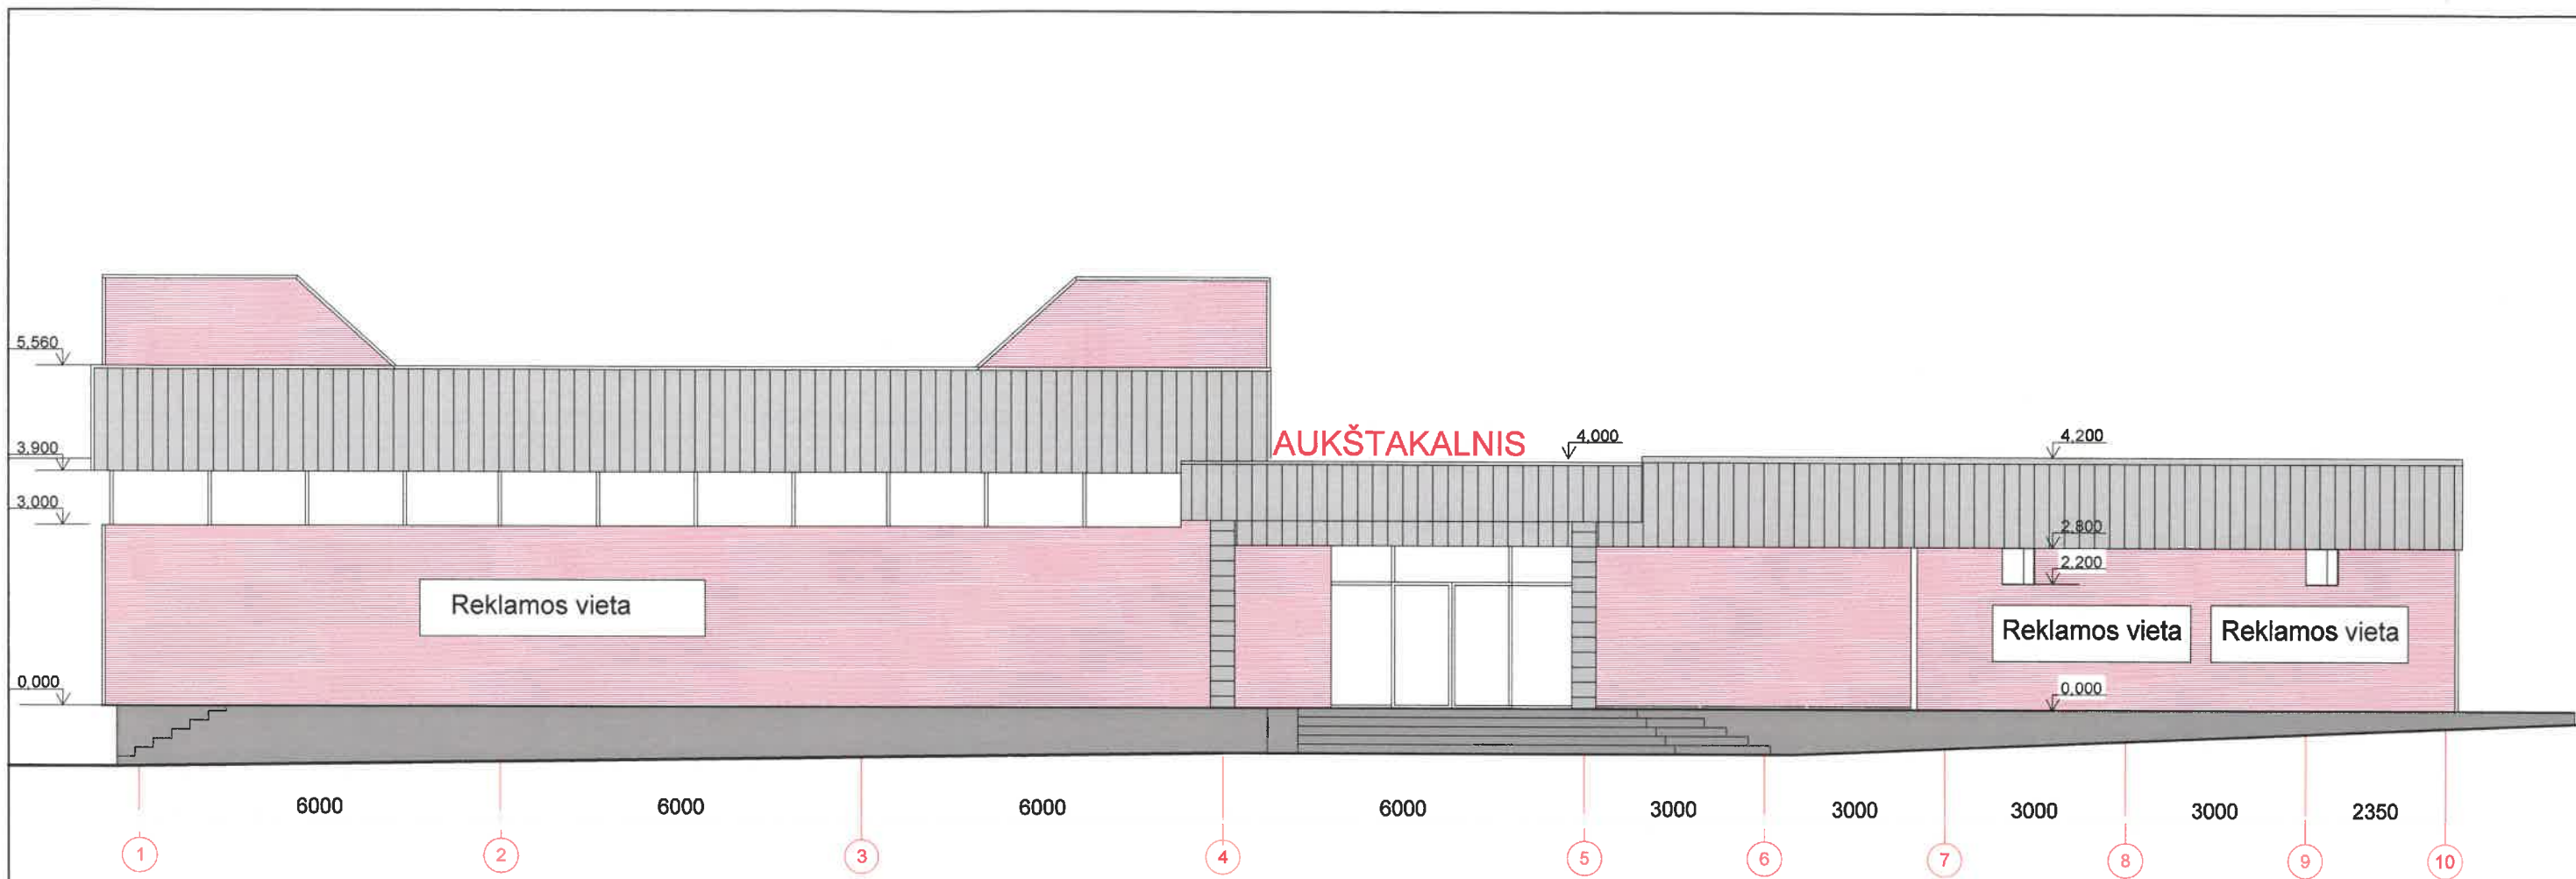 5,560
3,900
3,000
0,000
AUKŠTAKALNIS
4,000
4,200
2,800
2,200
0,000
Reklamos vieta
Reklamos vieta
Reklamos vieta
6000 6000 6000 6000 3000 3000 3000 3000 2350
1 2 3 4 5 6 7 8 9 10